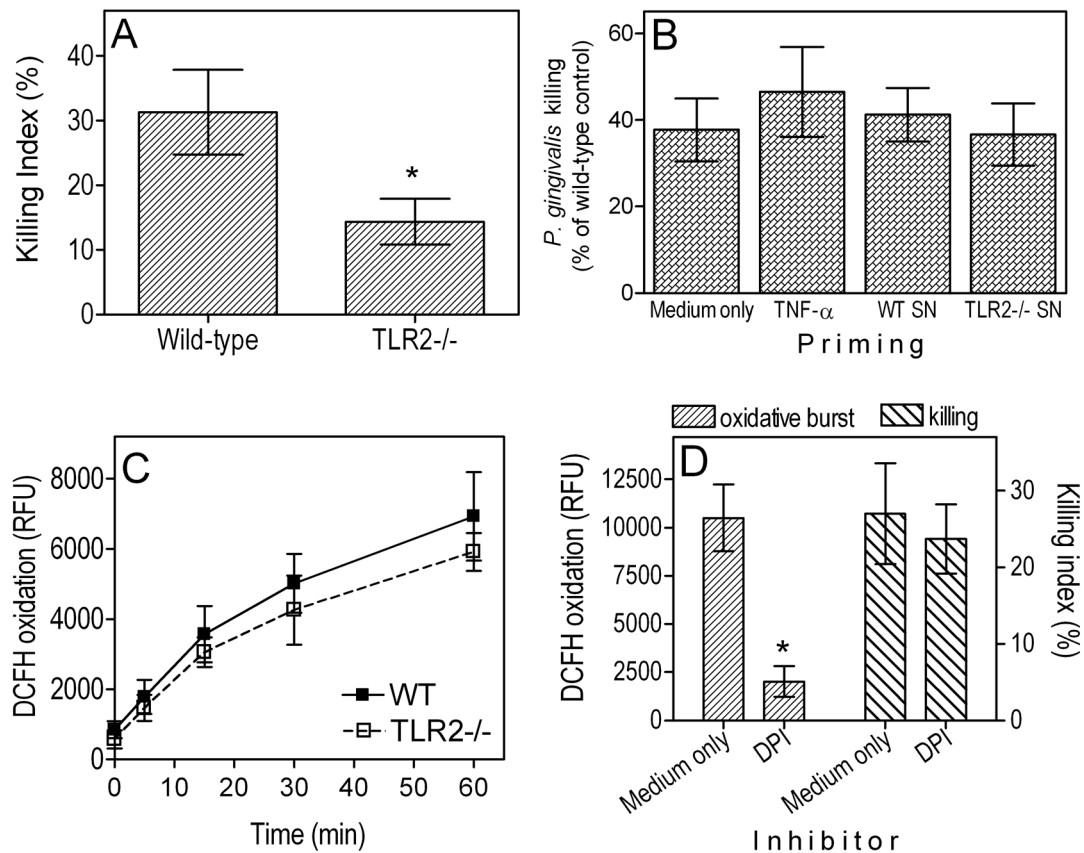 A
Killing Index (%)
40
30
20
10
0
*
Wild-type TLR2-/-
B
P. gingivalis killing
(% of wild-type control)
60
40
20
0
Medium only TNF-α WT SN TLR2-/- SN
Priming
C
DCFH oxidation (RFU)
8000
6000
4000
2000
0
WT
TLR2-/-
0 10 20 30 40 50 60
Time (min)
oxidative burst killing
D
DCFH oxidation (RFU)
12500
10000
7500
5000
2500
0
*
30
20
10
0
Killing index (%)
Medium only DPI Medium only DPI
Inhibitor